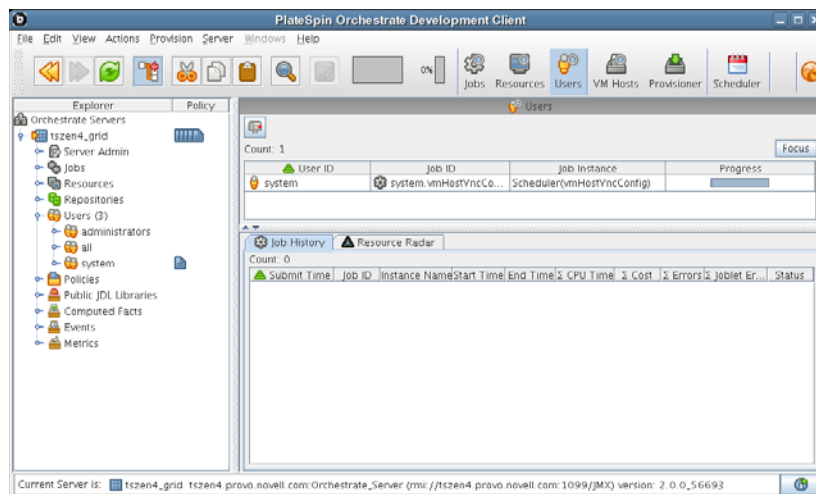 PlateSpin Orchestrate Development Client
File Edit View Actions Provision Server Windows Help
0%
Jobs Resources Users VM Hosts Provisioner Scheduler
Explorer Policy
Orchestrate Servers
tszen4_grid
Server Admin
Jobs
Resources
Repositories
Users (3)
administrators
all
system
Policies
Public JDL Libraries
Computed Facts
Events
Metrics
Users
Count: 1
Focus
User ID Job ID Job Instance Progress
system system.vmHostVncCo... Scheduler(vmHostVncConfig)
Job History Resource Radar
Count: 0
Submit Time Job ID Instance Name Start Time End Time Σ CPU Time Σ Cost Σ Errors Σ Joblet Er... Status
Current Server is: tszen4_grid tszen4.provo.novell.com:Orchestrate_Server (rmi://tszen4.provo.novell.com:1099/JMX) version: 2.0.0_56693